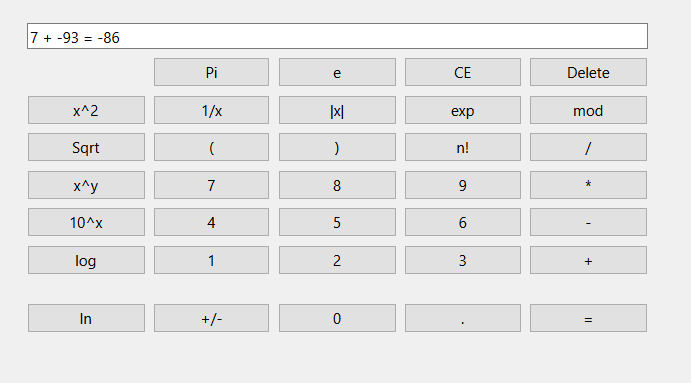 7 + -93 = -86
Pi e CE Delete
x^2 1/x |x| exp mod
Sqrt ( ) n! /
x^y 7 8 9 *
10^x 4 5 6 -
log 1 2 3 +
ln +/- 0 . =